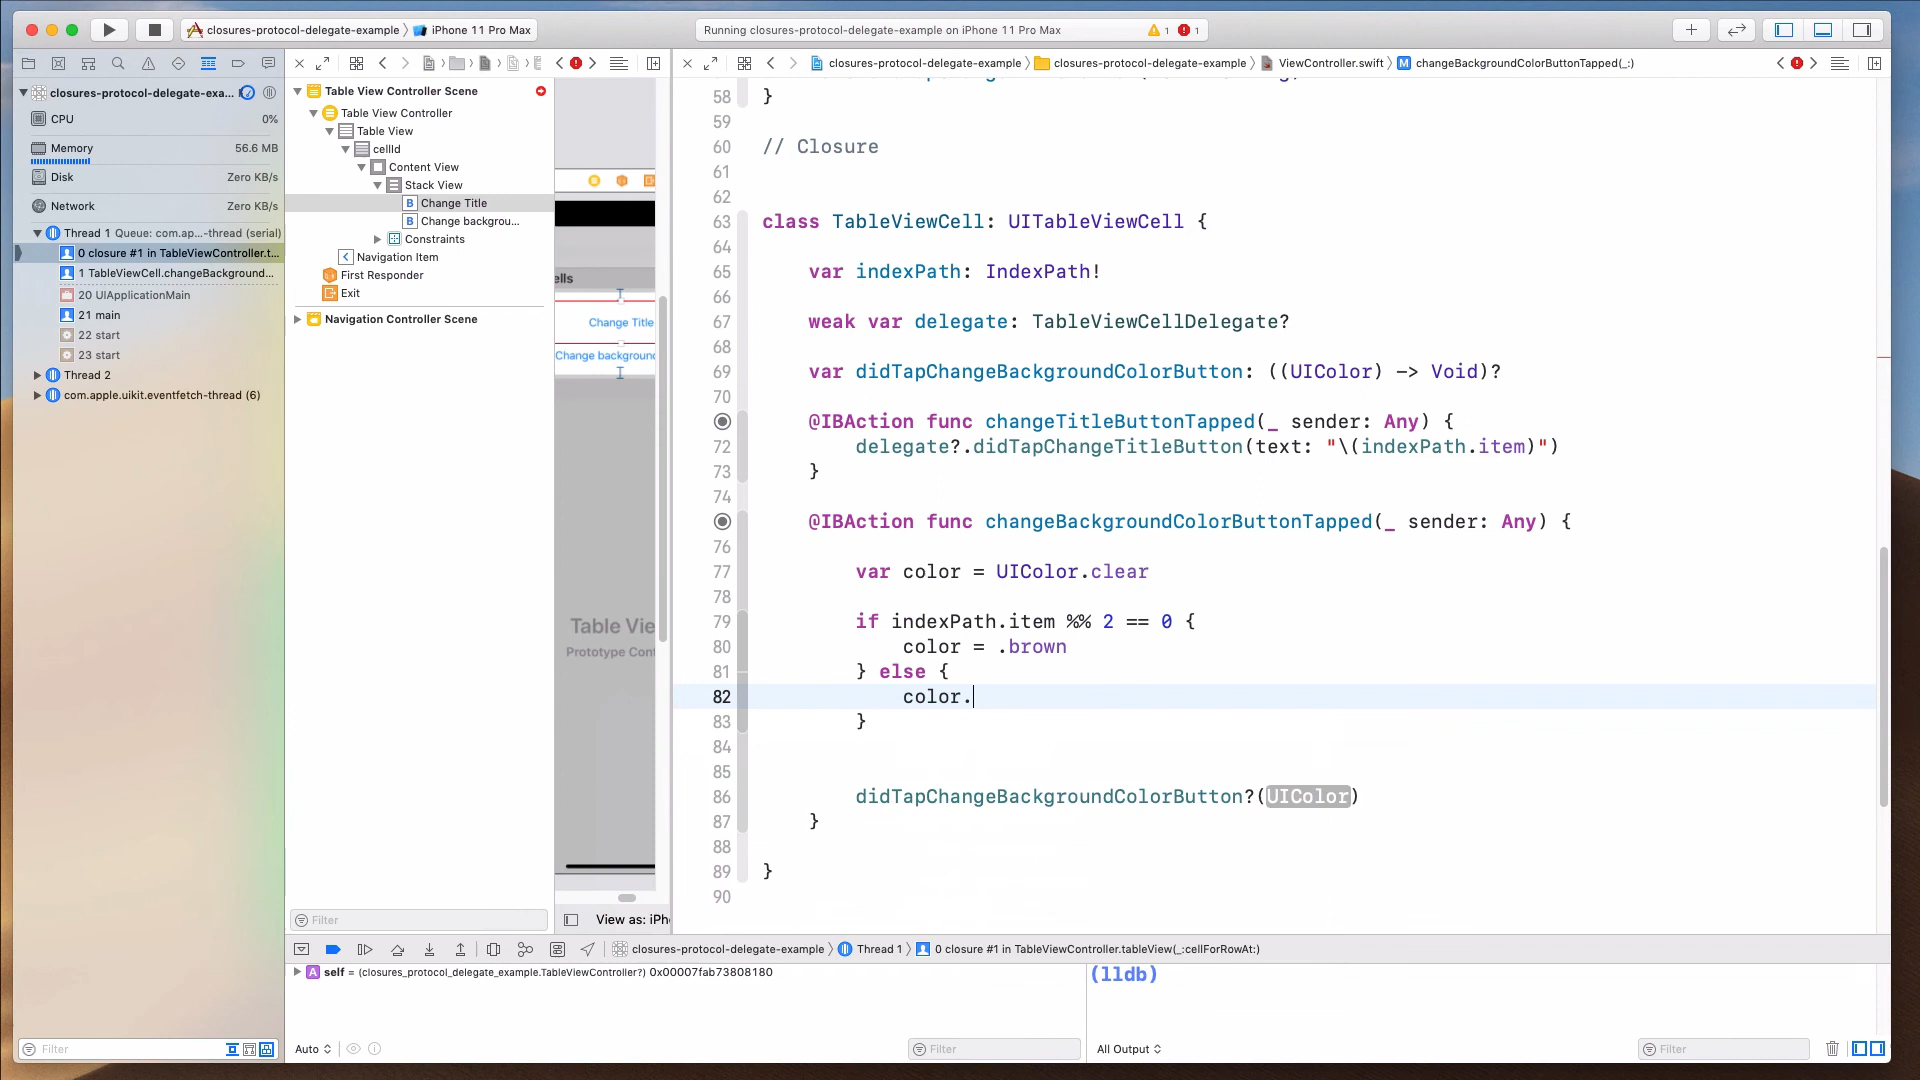 closures-protocol-delegate-example 〉 iPhone 11 Pro Max
Running closures-protocol-delegate-example on iPhone 11 Pro Max
1
1
closures-protocol-delegate-exa...
CPU
0%
Memory
56.6 MB
Disk
Zero KB/s
Network
Zero KB/s
Thread 1 Queue: com.ap...-thread (serial)
0 closure #1 in TableViewController.t...
1 TableViewCell.changeBackground...
20 UIApplicationMain
21 main
22 start
23 start
Thread 2
com.apple.uikit.eventfetch-thread (6)
Filter
Table View Controller Scene
Table View Controller
Table View
cellId
Content View
Stack View
B Change Title
B Change backgrou...
Constraints
Navigation Item
First Responder
Exit
Navigation Controller Scene
Filter
ells
Change Title
Change background
Table Vie
Prototype Cont
View as: iPh
closures-protocol-delegate-example 〉 closures-protocol-delegate-example 〉 ViewController.swift 〉 M changeBackgroundColorButtonTapped(_:)
58 }
59
60 // Closure
61
62
63 class TableViewCell: UITableViewCell {
64
65 var indexPath: IndexPath!
66
67 weak var delegate: TableViewCellDelegate?
68
69 var didTapChangeBackgroundColorButton: ((UIColor) -> Void)?
70
@IBAction func changeTitleButtonTapped(_ sender: Any) {
72 delegate?.didTapChangeTitleButton(text: "\(indexPath.item)")
73 }
74
@IBAction func changeBackgroundColorButtonTapped(_ sender: Any) {
76
77 var color = UIColor.clear
78
79 if indexPath.item %% 2 == 0 {
80 color = .brown
81 } else {
82 color.
83 }
84
85
86 didTapChangeBackgroundColorButton?(UIColor)
87 }
88
89 }
90
closures-protocol-delegate-example 〉 Thread 1 〉 0 closure #1 in TableViewController.tableView(_:cellForRowAt:)
A self = (closures_protocol_delegate_example.TableViewController?) 0x00007fab73808180
(lldb)
Auto
Filter
All Output
Filter